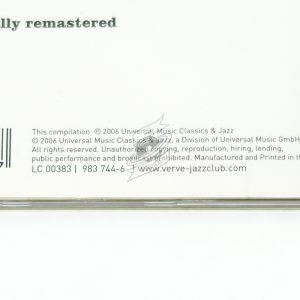 lly remastered
This compilation: ℗ 2006 Universal Music Classics & Jazz
© 2006 Universal Music Classics & Jazz, a Division of Universal Music GmbH
All rights reserved. Unauthorized copying, reproduction, hiring, lending,
public performance and broadcast prohibited. Manufactured and Printed in
LC 00383 | 983 744-6 | www.verve-jazzclub.com